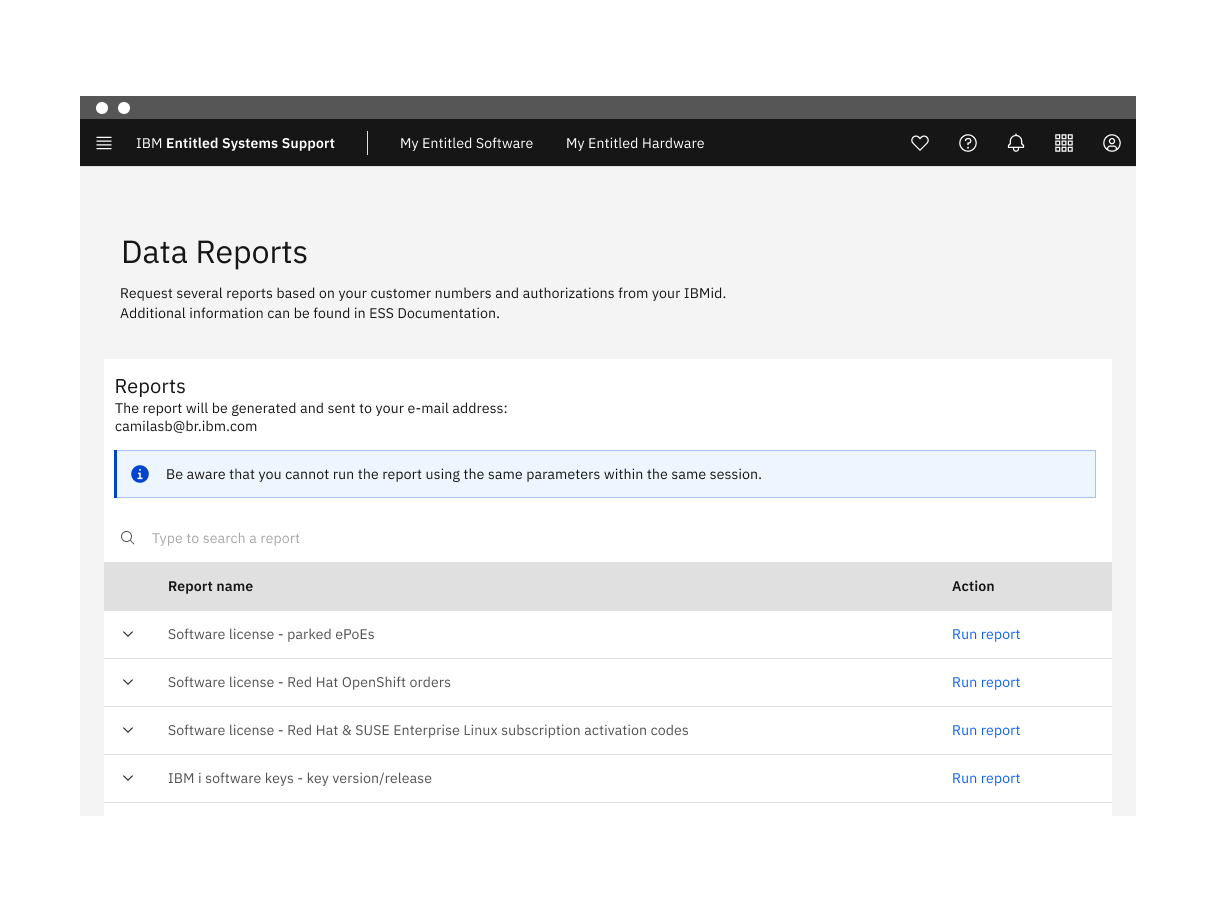 IBM Entitled Systems Support My Entitled Software My Entitled Hardware
Data Reports
Request several reports based on your customer numbers and authorizations from your IBMid.
Additional information can be found in ESS Documentation.
Reports
The report will be generated and sent to your e-mail address:
camilasb@br.ibm.com
Be aware that you cannot run the report using the same parameters within the same session.
Type to search a report
Report name Action
Software license - parked ePoEs Run report
Software license - Red Hat OpenShift orders Run report
Software license - Red Hat & SUSE Enterprise Linux subscription activation codes Run report
IBM i software keys - key version/release Run report